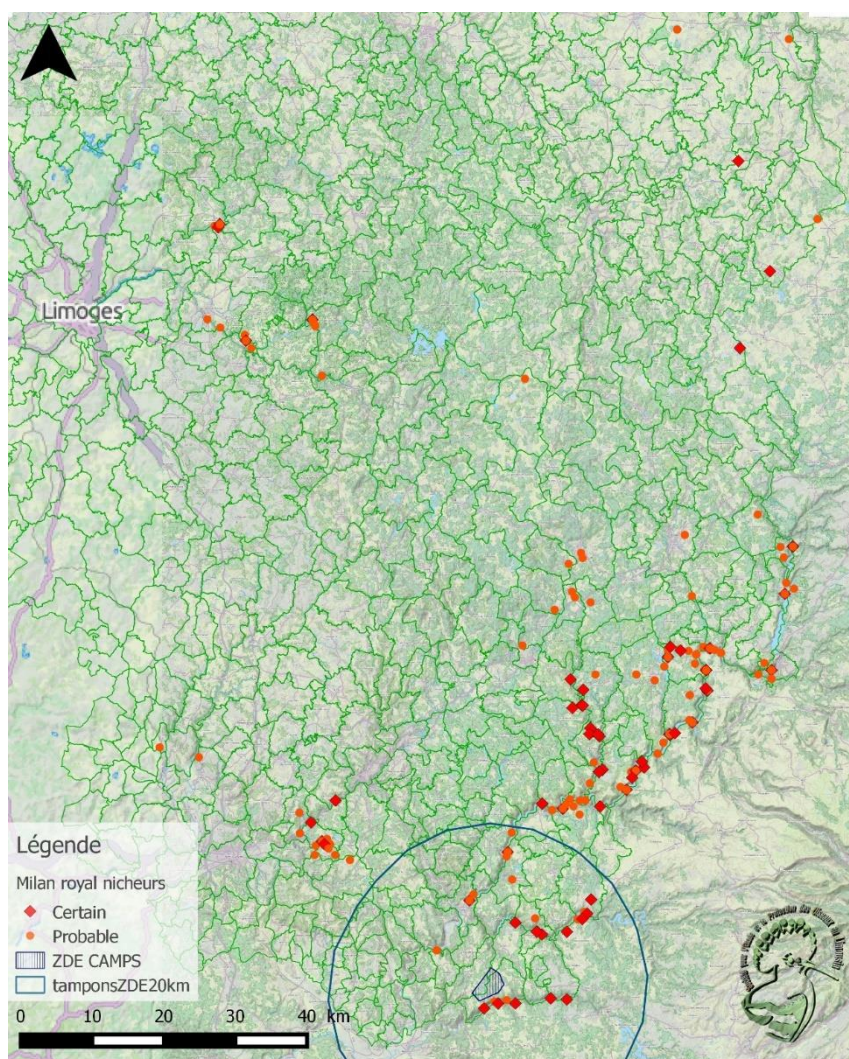 Limoges
Légende
Milan royal nicheurs
Certain
Probable
ZDE CAMPS
tamponsZDE20km
0 10 20 30 40 km